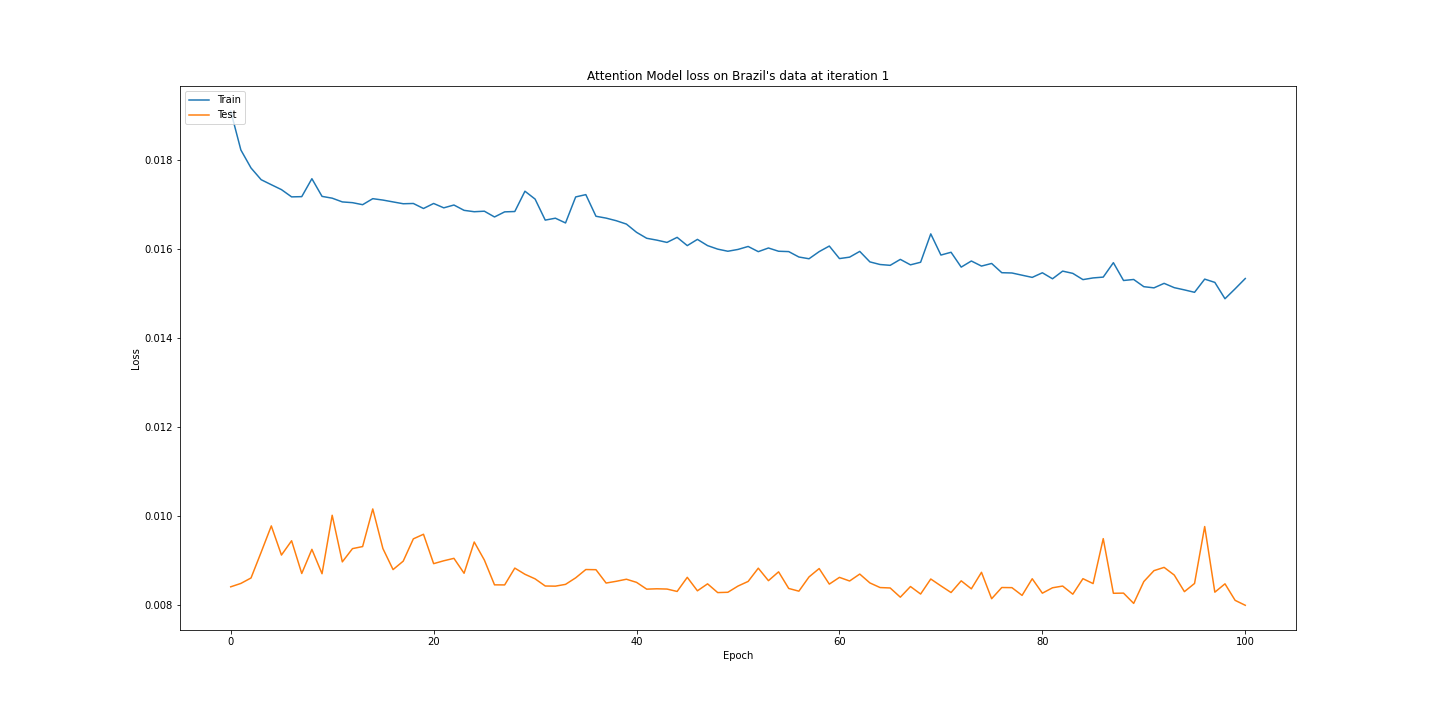 Attention Model loss on Brazil's data at iteration 1
Train
Test
0.018
0.016
0.014
0.012
0.010
0.008
Loss
0 20 40 60 80 100
Epoch